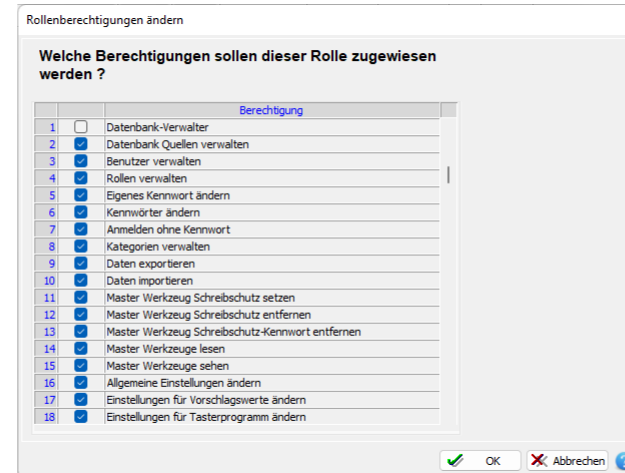 Rollenberechtigungen ändern
Welche Berechtigungen sollen dieser Rolle zugewiesen
werden ?
Berechtigung
1 Datenbank-Verwalter
2 Datenbank Quellen verwalten
3 Benutzer verwalten
4 Rollen verwalten
5 Eigenes Kennwort ändern
6 Kennwörter ändern
7 Anmelden ohne Kennwort
8 Kategorien verwalten
9 Daten exportieren
10 Daten importieren
11 Master Werkzeug Schreibschutz setzen
12 Master Werkzeug Schreibschutz entfernen
13 Master Werkzeug Schreibschutz-Kennwort entfernen
14 Master Werkzeuge lesen
15 Master Werkzeuge sehen
16 Allgemeine Einstellungen ändern
17 Einstellungen für Vorschlagswerte ändern
18 Einstellungen für Tasterprogramm ändern
OK Abbrechen ?